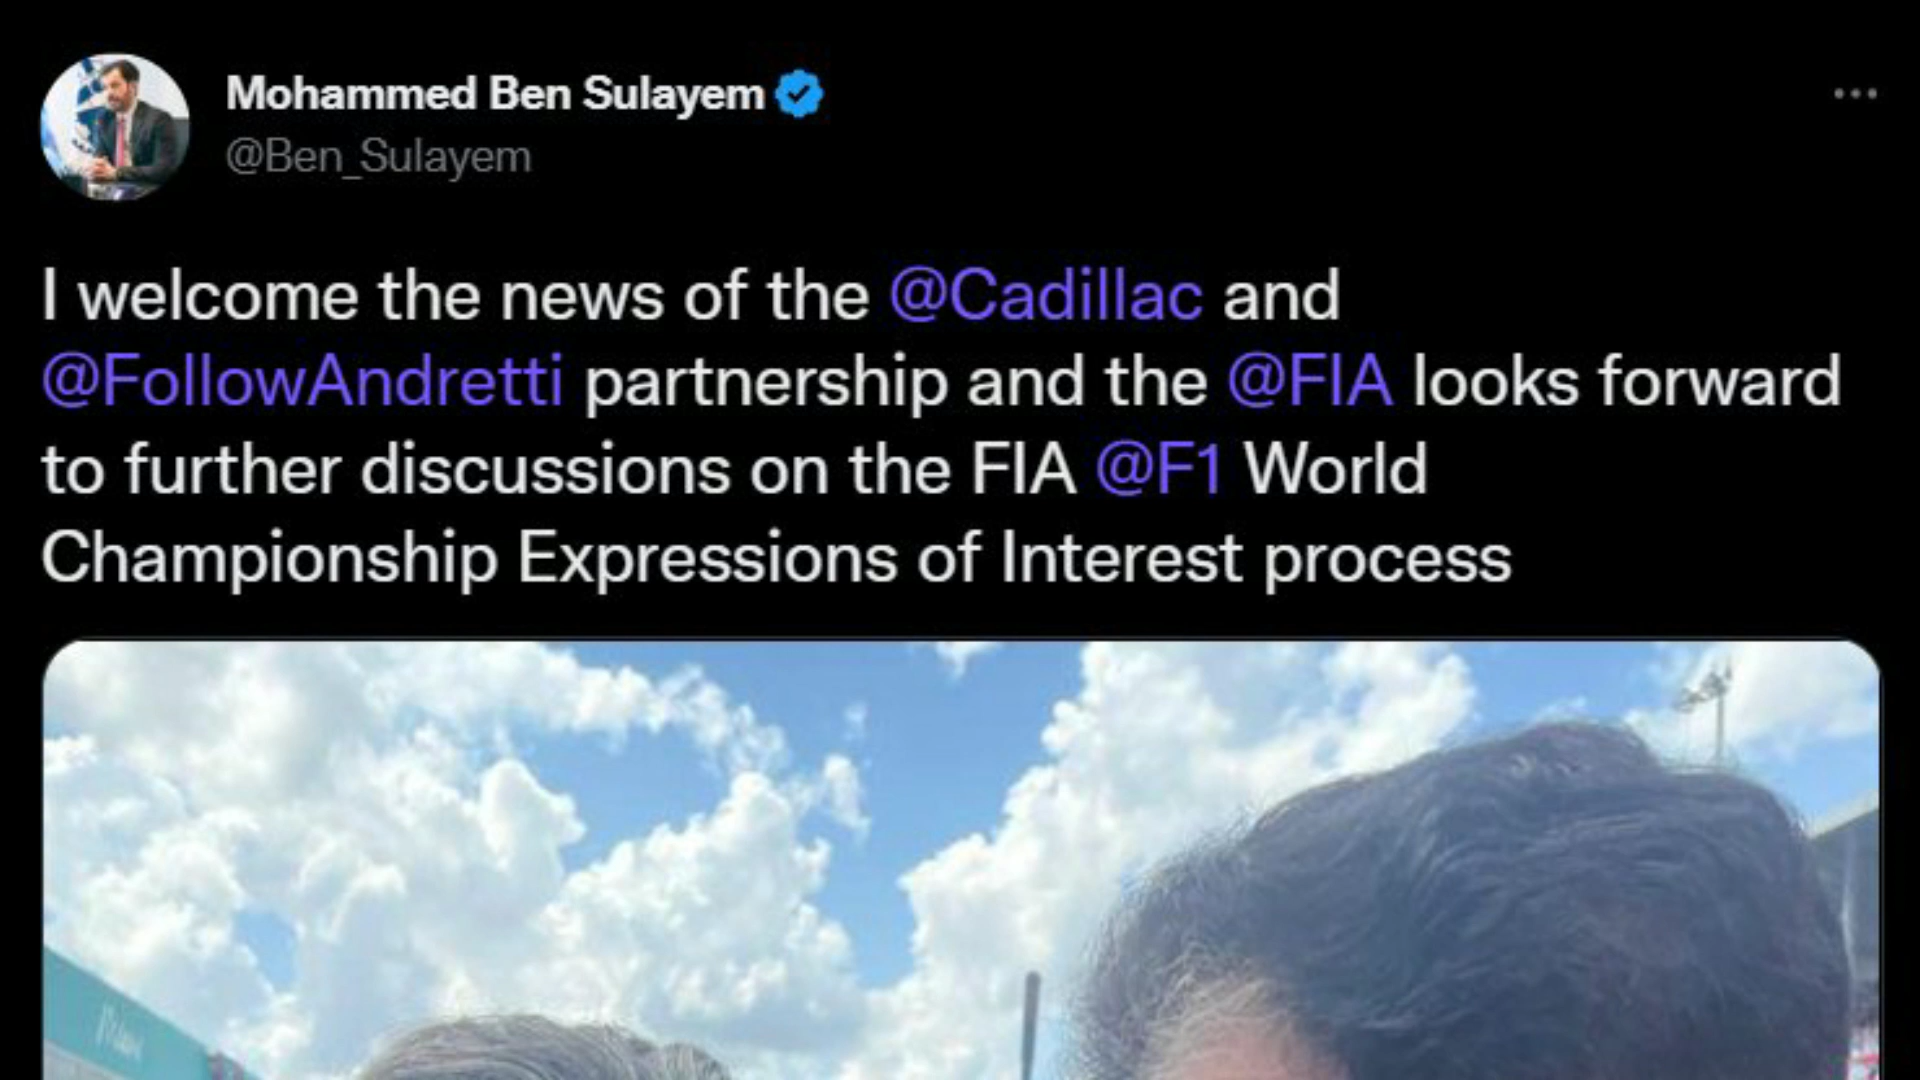 Mohammed Ben Sulayem
@Ben_Sulayem
I welcome the news of the @Cadillac and
@FollowAndretti partnership and the @FIA looks forward
to further discussions on the FIA @F1 World
Championship Expressions of Interest process